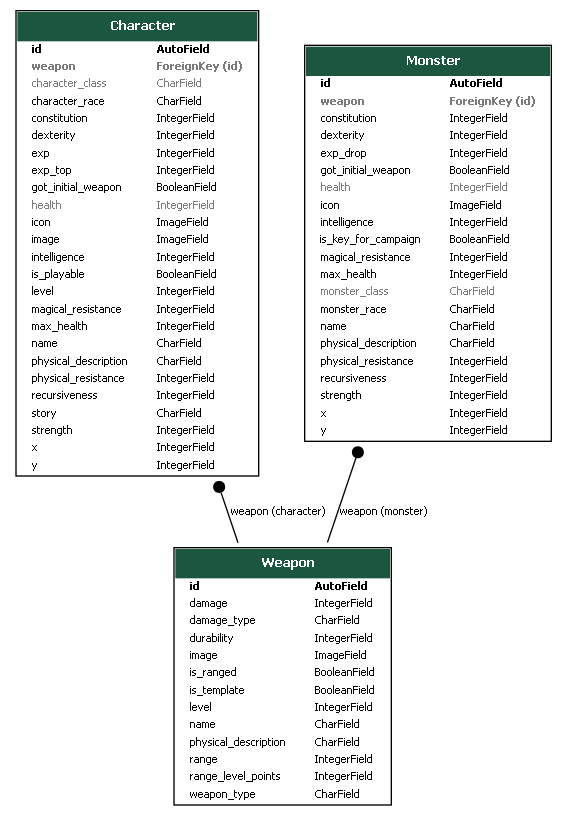 Character
id AutoField
weapon ForeignKey (id)
character_class CharField
character_race CharField
constitution IntegerField
dexterity IntegerField
exp IntegerField
exp_top IntegerField
got_initial_weapon BooleanField
health IntegerField
icon ImageField
image ImageField
intelligence IntegerField
is_playable BooleanField
level IntegerField
magical_resistance IntegerField
max_health IntegerField
name CharField
physical_description CharField
physical_resistance IntegerField
recursiveness IntegerField
story CharField
strength IntegerField
x IntegerField
y IntegerField
Monster
id AutoField
weapon ForeignKey (id)
constitution IntegerField
dexterity IntegerField
exp_drop IntegerField
got_initial_weapon BooleanField
health IntegerField
icon ImageField
intelligence IntegerField
is_key_for_campaign BooleanField
magical_resistance IntegerField
max_health IntegerField
monster_class CharField
monster_race CharField
name CharField
physical_description CharField
physical_resistance IntegerField
recursiveness IntegerField
strength IntegerField
x IntegerField
y IntegerField
weapon (character)
weapon (monster)
Weapon
id AutoField
damage IntegerField
damage_type CharField
durability IntegerField
image ImageField
is_ranged BooleanField
is_template BooleanField
level IntegerField
name CharField
physical_description CharField
range IntegerField
range_level_points IntegerField
weapon_type CharField